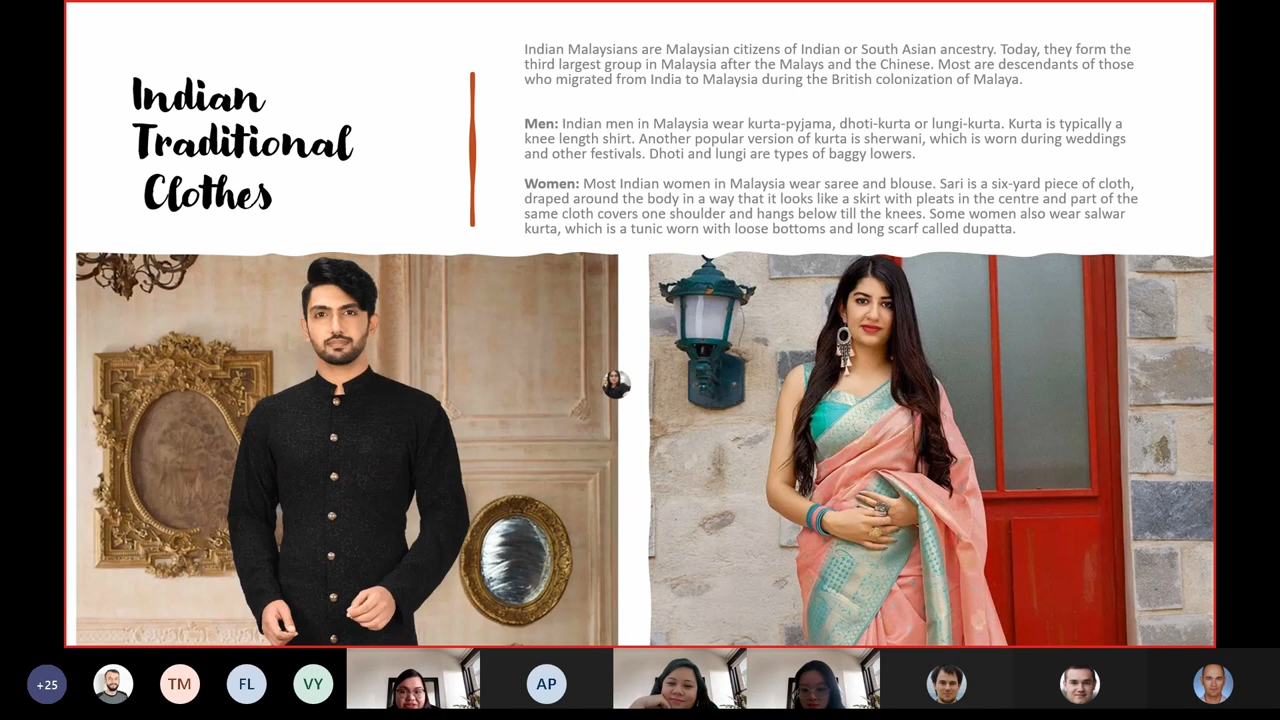 Indian
Traditional
Clothes
Indian Malaysians are Malaysian citizens of Indian or South Asian ancestry. Today, they form the
third largest group in Malaysia after the Malays and the Chinese. Most are descendants of those
who migrated from India to Malaysia during the British colonization of Malaya.
Men: Indian men in Malaysia wear kurta-pyjama, dhoti-kurta or lungi-kurta. Kurta is typically a
knee length shirt. Another popular version of kurta is sherwani, which is worn during weddings
and other festivals. Dhoti and lungi are types of baggy lowers.
Women: Most Indian women in Malaysia wear saree and blouse. Sari is a six-yard piece of cloth,
draped around the body in a way that it looks like a skirt with pleats in the centre and part of the
same cloth covers one shoulder and hangs below till the knees. Some women also wear salwar
kurta, which is a tunic worn with loose bottoms and long scarf called dupatta.
+25
TM
FL
VY
AP